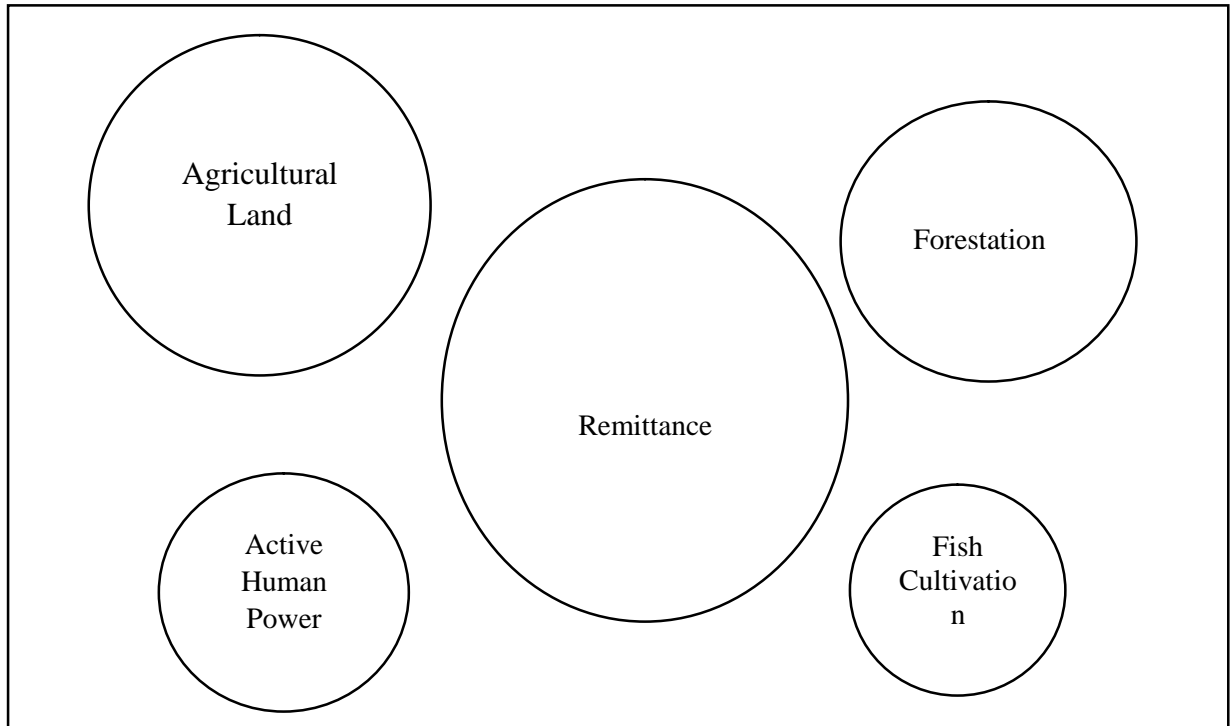 Agricultural
Land
Forestation
Remittance
Active
Human
Power
Fish
Cultivatio
n